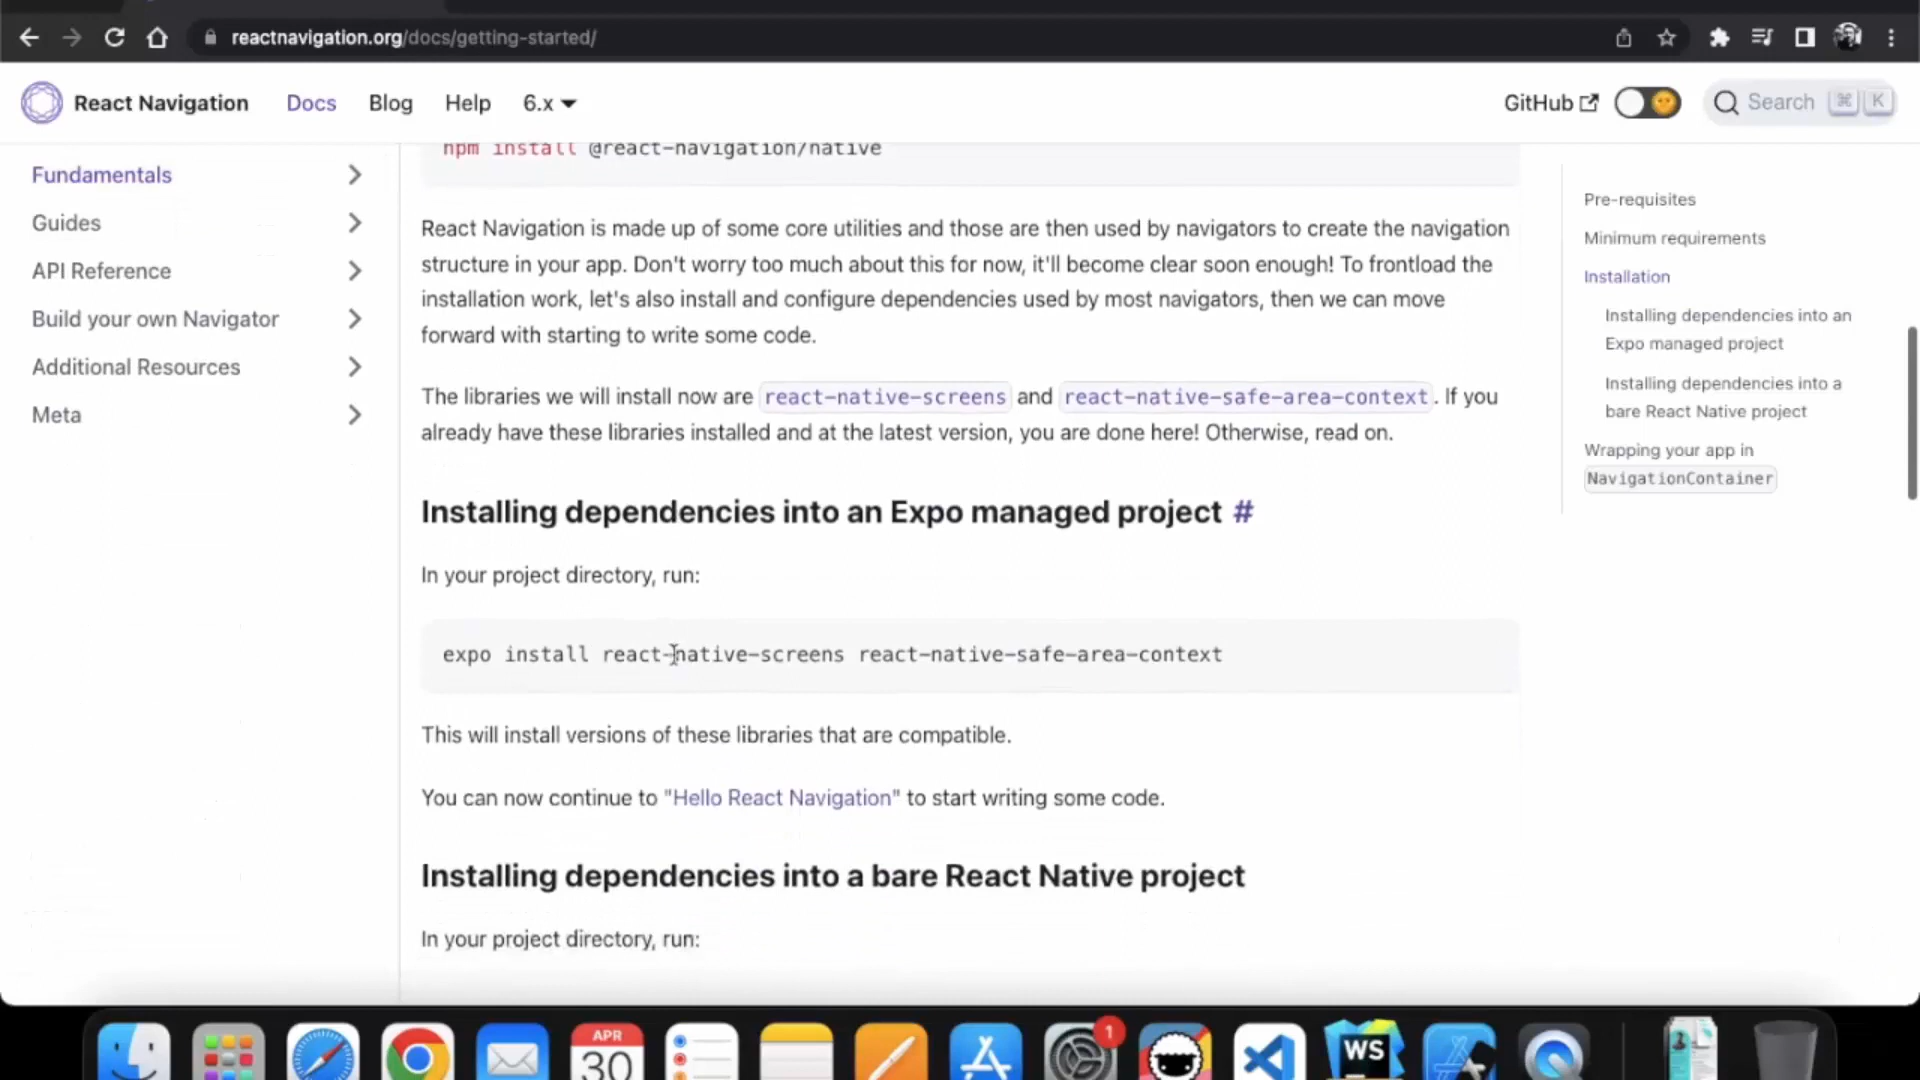 reactnavigation.org/docs/getting-started/
React Navigation
Docs
Blog
Help
6.x
GitHub
Search
⌘ K
Fundamentals
Guides
API Reference
Build your own Navigator
Additional Resources
Meta
npm install @react-navigation/native
React Navigation is made up of some core utilities and those are then used by navigators to create the navigation
structure in your app. Don't worry too much about this for now, it'll become clear soon enough! To frontload the
installation work, let's also install and configure dependencies used by most navigators, then we can move
forward with starting to write some code.
The libraries we will install now are react-native-screens and react-native-safe-area-context. If you
already have these libraries installed and at the latest version, you are done here! Otherwise, read on.
Installing dependencies into an Expo managed project #
In your project directory, run:
expo install react-native-screens react-native-safe-area-context
This will install versions of these libraries that are compatible.
You can now continue to "Hello React Navigation" to start writing some code.
Installing dependencies into a bare React Native project
In your project directory, run:
Pre-requisites
Minimum requirements
Installation
Installing dependencies into an
Expo managed project
Installing dependencies into a
bare React Native project
Wrapping your app in
NavigationContainer
APR
30
1
WS